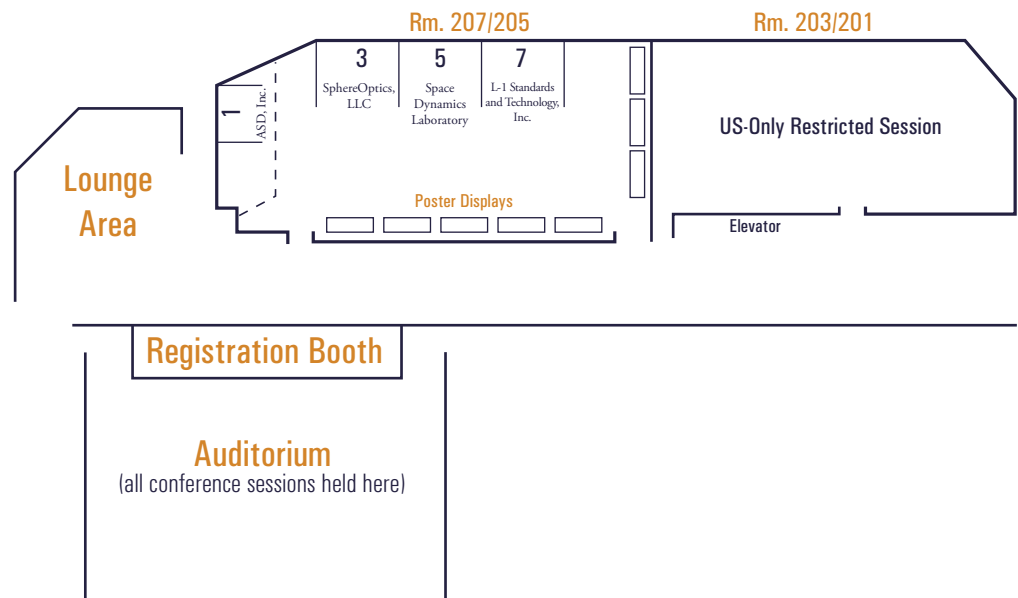 Rm. 207/205
Rm. 203/201
3
SphereOptics,
LLC
5
Space
Dynamics
Laboratory
7
L-1 Standards
and Technology,
Inc.
1
ASD, Inc.
US-Only Restricted Session
Lounge
Area
Poster Displays
Elevator
Registration Booth
Auditorium
(all conference sessions held here)